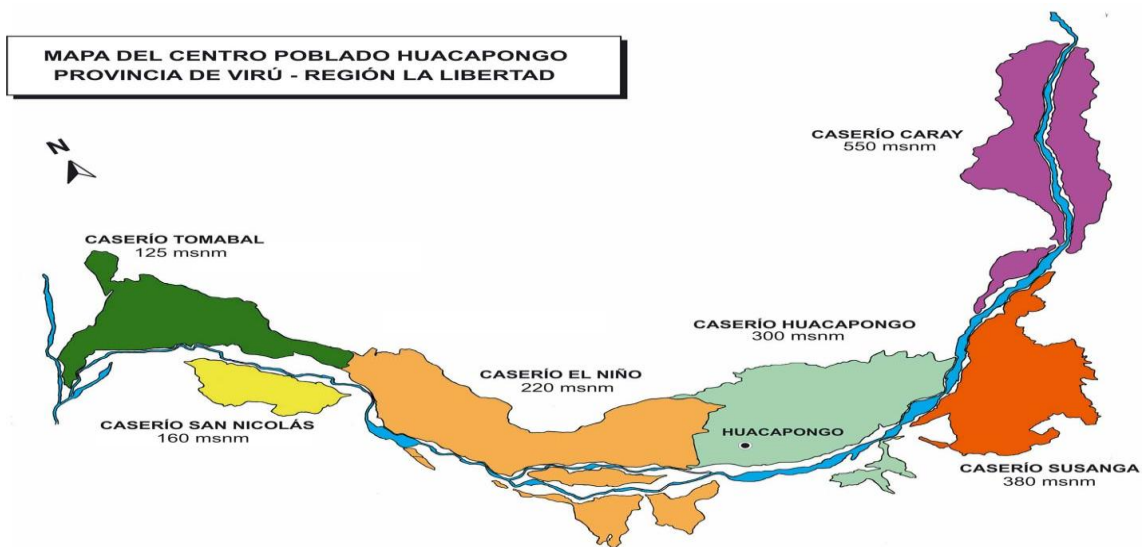 MAPA DEL CENTRO POBLADO HUACAPONGO
PROVINCIA DE VIRÚ - REGIÓN LA LIBERTAD
N
CASERÍO CARAY
550 msnm
CASERÍO TOMABAL
125 msnm
CASERÍO HUACAPONGO
300 msnm
CASERÍO EL NIÑO
220 msnm
CASERÍO SAN NICOLÁS
160 msnm
HUACAPONGO
CASERÍO SUSANGA
380 msnm